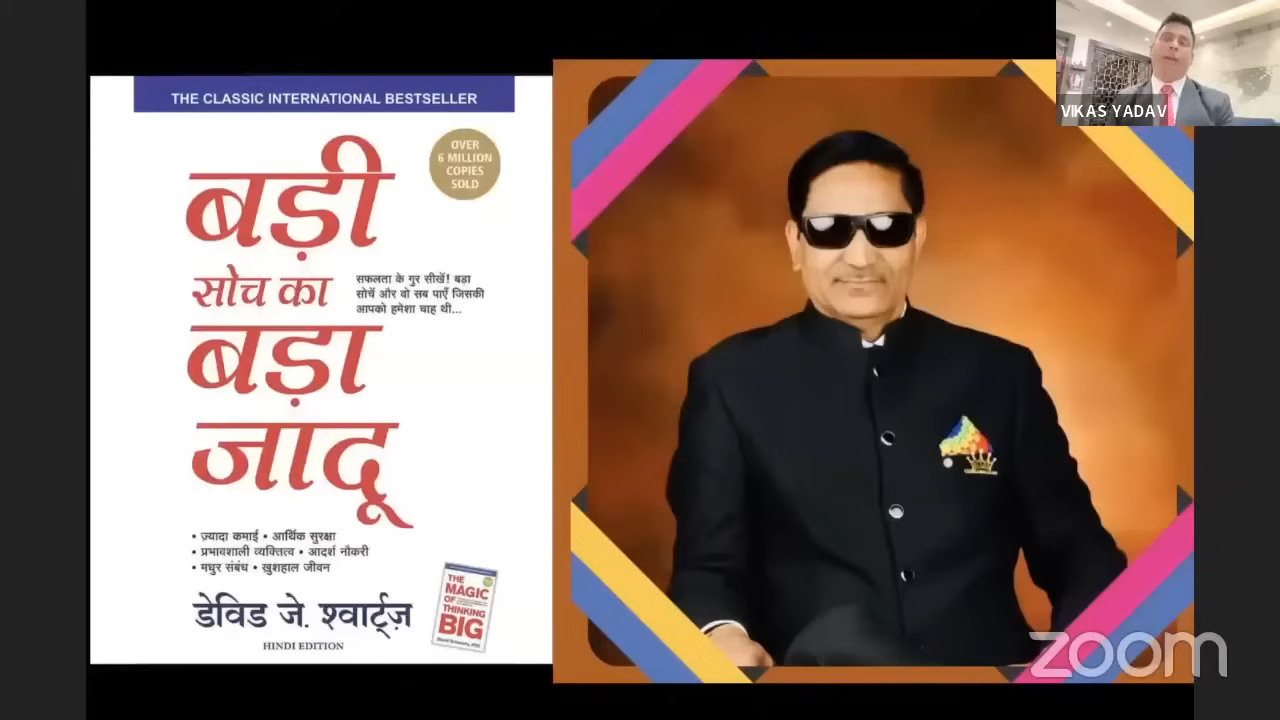 THE CLASSIC INTERNATIONAL BESTSELLER
OVER
6 MILLION
COPIES
SOLD
बड़ी
सोच का
सफलता के गुर सीखें! बड़ा
सोचें और वो सब पाएँ जिसकी
आपको हमेशा चाह थी...
बड़ा
जादू
• ज़्यादा कमाई • आर्थिक सुरक्षा
• प्रभावशाली व्यक्तित्व • आदर्श नौकरी
• मधुर संबंध • ख़ुशहाल जीवन
डेविड जे. श्वार्ट्ज़
HINDI EDITION
THE
MAGIC
OF
THINKING
BIG
VIKAS YADAV
zoom